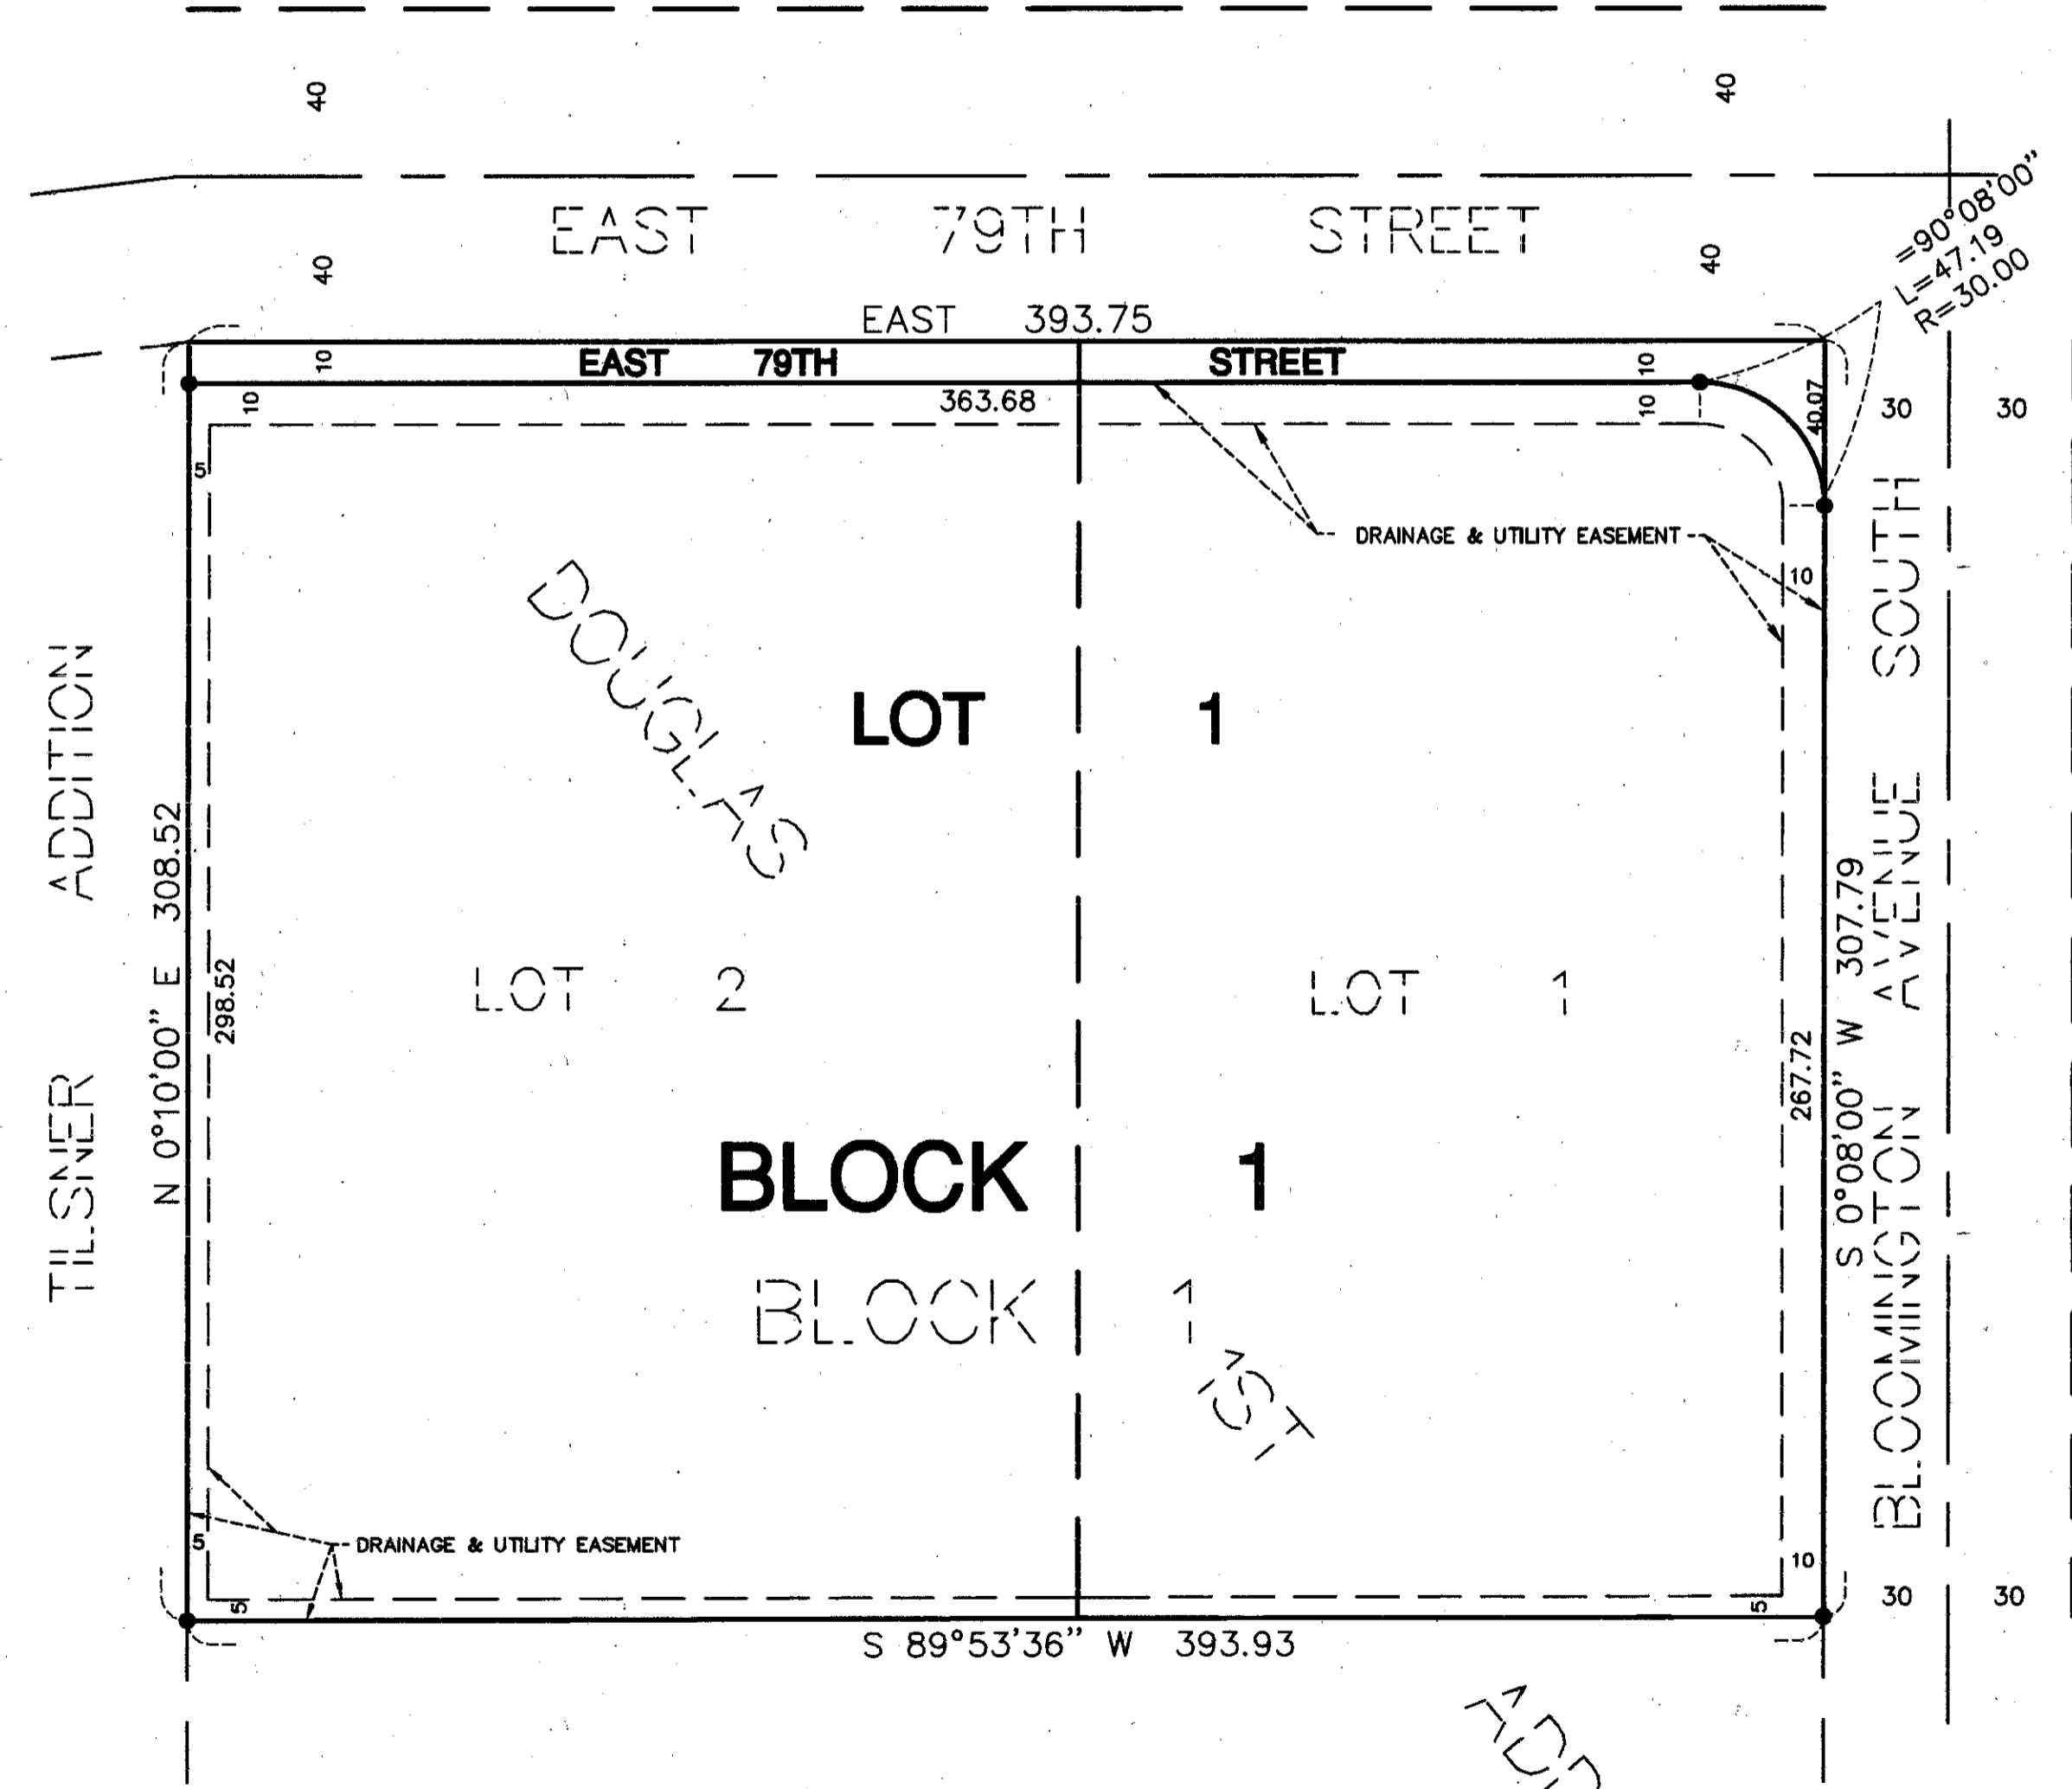 40 40
EAST 79TH STREET
40 40
=90°08'00"
L=47.19
R=30.00
EAST 393.75
10 EAST 79TH STREET 10
10 363.68 10 40.07 30 30
5
DRAINAGE & UTILITY EASEMENT
10
DOUGLAS
LOT 1
TILSNER ADDITION
N 0°10'00" E 308.52
298.52
LOT 2 LOT 1
267.72
S 0°08'00" W 307.79
BLOOMINGTON AVENUE SOUTH
BLOCK 1
BLOCK 1
1ST
5 DRAINAGE & UTILITY EASEMENT 10
5 5 30 30
S 89°53'36" W 393.93